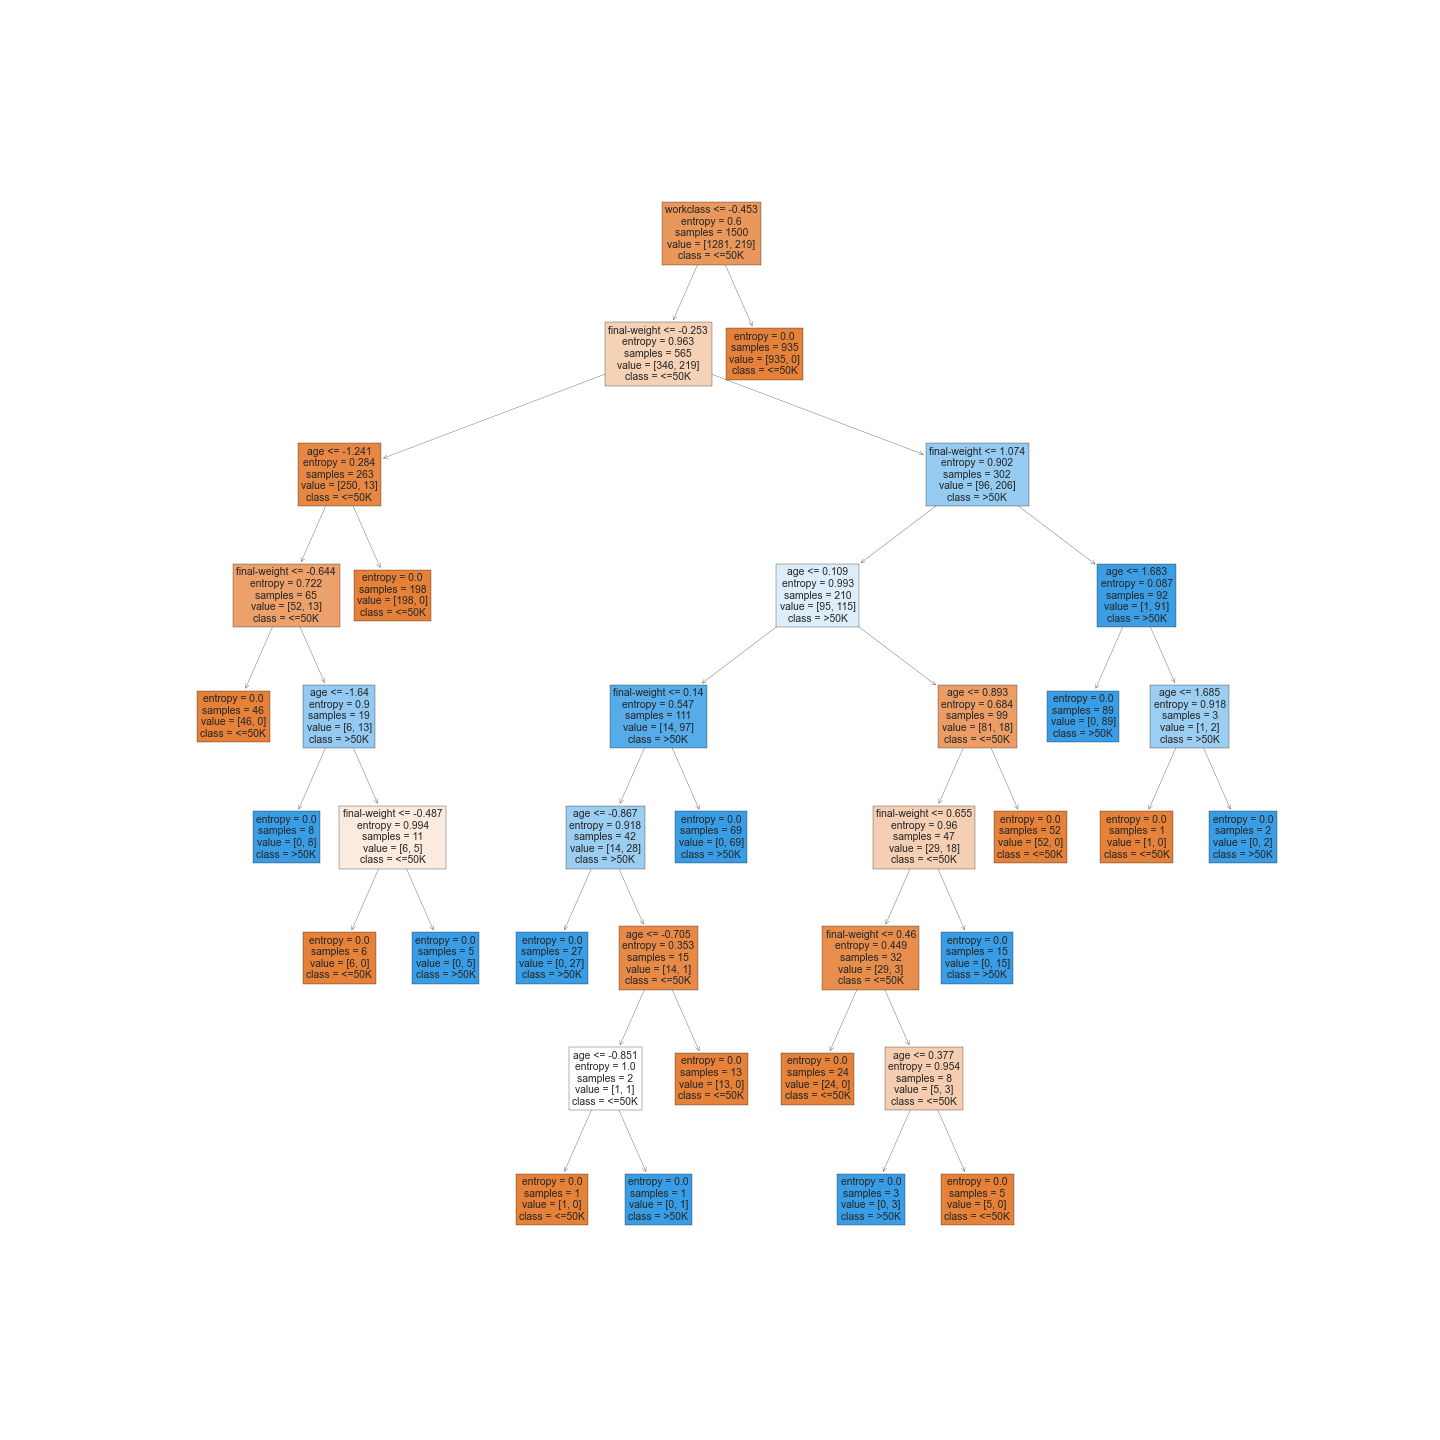 workclass <= -0.453
entropy = 0.6
samples = 1500
value = [1281, 219]
class = <=50K
final-weight <= -0.253
entropy = 0.963
samples = 565
value = [346, 219]
class = <=50K
entropy = 0.0
samples = 935
value = [935, 0]
class = <=50K
age <= -1.241
entropy = 0.284
samples = 263
value = [250, 13]
class = <=50K
final-weight <= 1.074
entropy = 0.902
samples = 302
value = [96, 206]
class = >50K
final-weight <= -0.644
entropy = 0.722
samples = 65
value = [52, 13]
class = <=50K
entropy = 0.0
samples = 198
value = [198, 0]
class = <=50K
age <= 0.109
entropy = 0.993
samples = 210
value = [95, 115]
class = >50K
age <= 1.683
entropy = 0.087
samples = 92
value = [1, 91]
class = >50K
entropy = 0.0
samples = 46
value = [46, 0]
class = <=50K
age <= -1.64
entropy = 0.9
samples = 19
value = [6, 13]
class = >50K
final-weight <= 0.14
entropy = 0.547
samples = 111
value = [14, 97]
class = >50K
age <= 0.893
entropy = 0.684
samples = 99
value = [81, 18]
class = <=50K
entropy = 0.0
samples = 89
value = [0, 89]
class = >50K
age <= 1.685
entropy = 0.918
samples = 3
value = [1, 2]
class = >50K
entropy = 0.0
samples = 8
value = [0, 8]
class = >50K
final-weight <= -0.487
entropy = 0.994
samples = 11
value = [6, 5]
class = <=50K
age <= -0.867
entropy = 0.918
samples = 42
value = [14, 28]
class = >50K
entropy = 0.0
samples = 69
value = [0, 69]
class = >50K
final-weight <= 0.655
entropy = 0.96
samples = 47
value = [29, 18]
class = <=50K
entropy = 0.0
samples = 52
value = [52, 0]
class = <=50K
entropy = 0.0
samples = 1
value = [1, 0]
class = <=50K
entropy = 0.0
samples = 2
value = [0, 2]
class = >50K
entropy = 0.0
samples = 6
value = [6, 0]
class = <=50K
entropy = 0.0
samples = 5
value = [0, 5]
class = >50K
entropy = 0.0
samples = 27
value = [0, 27]
class = >50K
age <= -0.705
entropy = 0.353
samples = 15
value = [14, 1]
class = <=50K
final-weight <= 0.46
entropy = 0.449
samples = 32
value = [29, 3]
class = <=50K
entropy = 0.0
samples = 15
value = [0, 15]
class = >50K
age <= -0.851
entropy = 1.0
samples = 2
value = [1, 1]
class = <=50K
entropy = 0.0
samples = 13
value = [13, 0]
class = <=50K
entropy = 0.0
samples = 24
value = [24, 0]
class = <=50K
age <= 0.377
entropy = 0.954
samples = 8
value = [5, 3]
class = <=50K
entropy = 0.0
samples = 1
value = [1, 0]
class = <=50K
entropy = 0.0
samples = 1
value = [0, 1]
class = >50K
entropy = 0.0
samples = 3
value = [0, 3]
class = >50K
entropy = 0.0
samples = 5
value = [5, 0]
class = <=50K